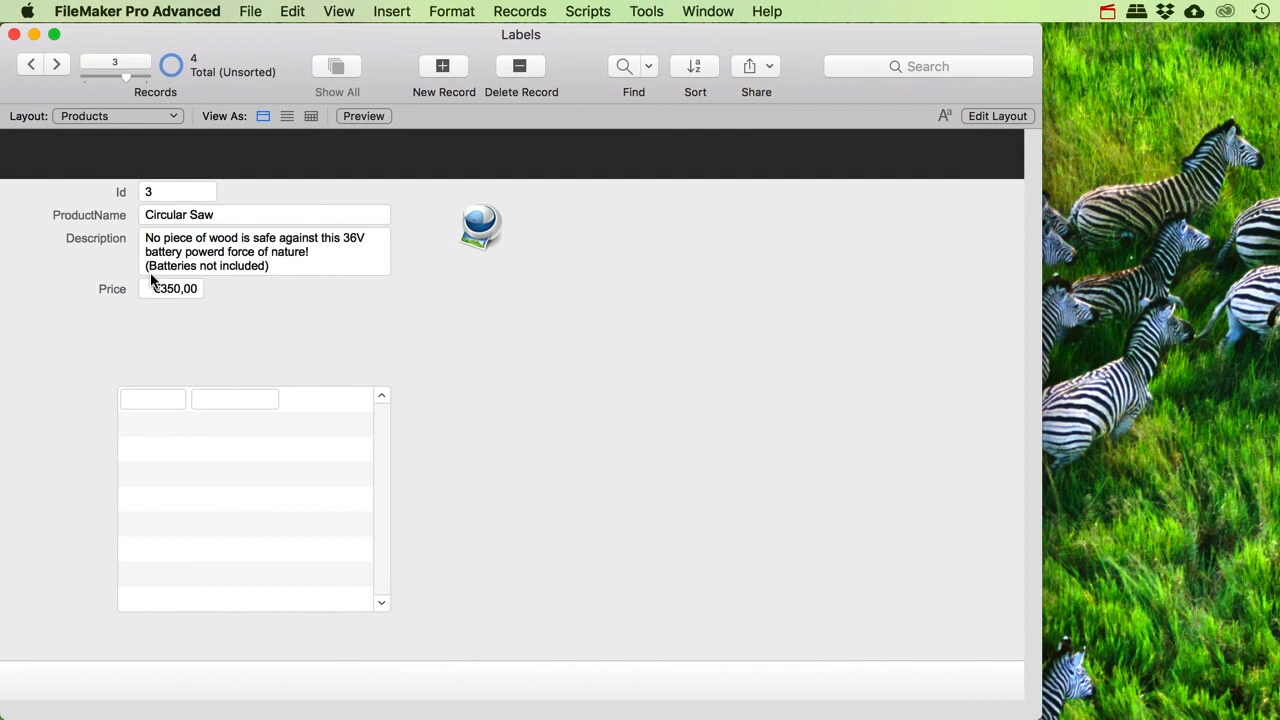 FileMaker Pro Advanced File Edit View Insert Format Records Scripts Tools Window Help
Labels
3
4
Total (Unsorted)
Search
Records Show All New Record Delete Record Find Sort Share
Layout: Products View As: Preview Aa Edit Layout
Id 3
ProductName Circular Saw
Description No piece of wood is safe against this 36V
battery powerd force of nature!
(Batteries not included)
Price €350,00